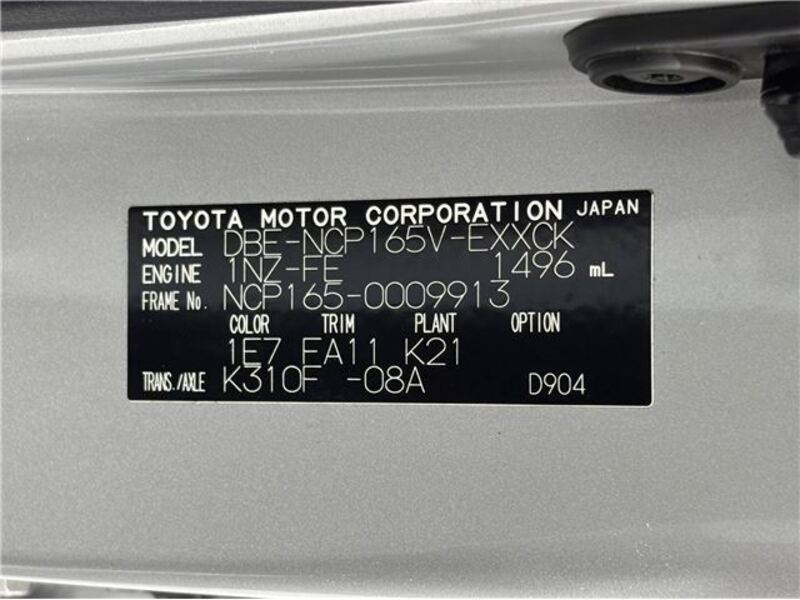 TOYOTA MOTOR CORPORATION JAPAN
MODEL DBE-NCP165V-EXXCK
ENGINE 1NZ-FE 1496 mL
FRAME No. NCP165-0009913
COLOR TRIM PLANT OPTION
1E7 FA11 K21
TRANS./AXLE K310F -08A D904